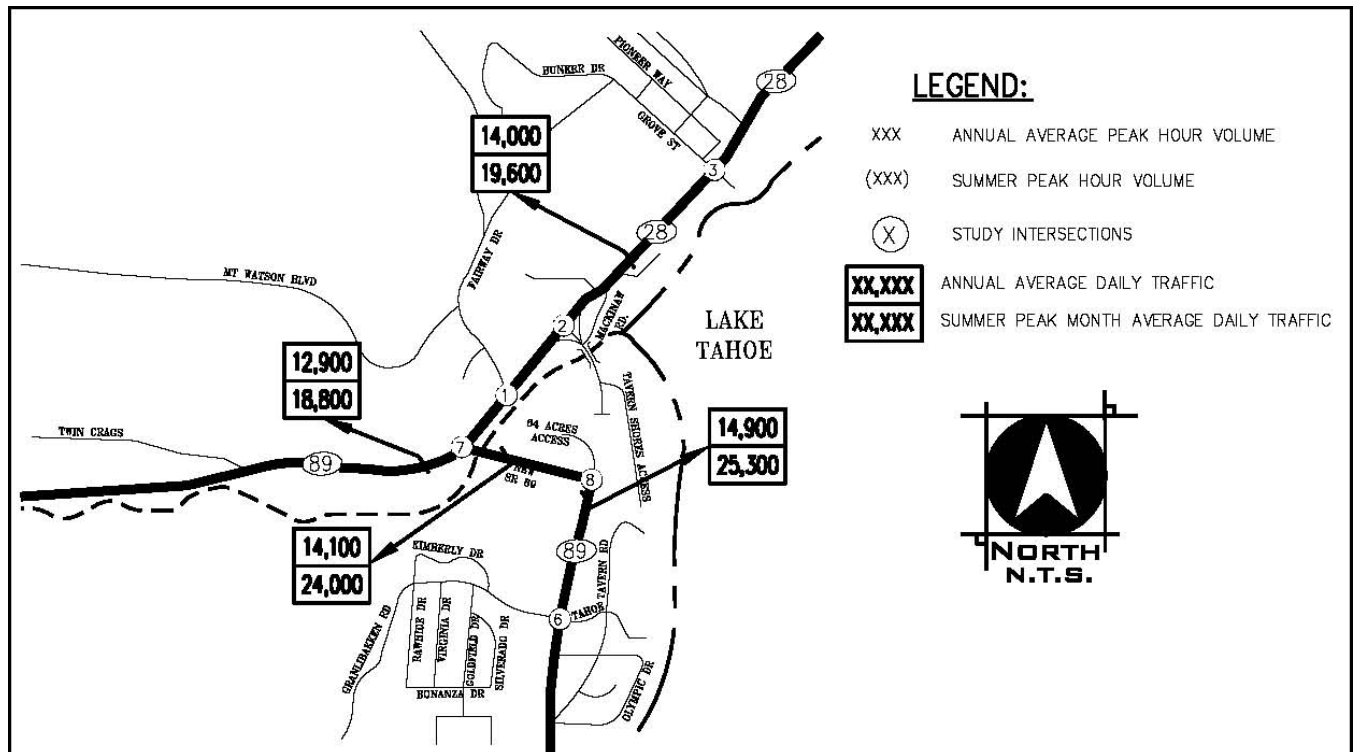 PIONEER WAY
BUNKER DR
28
LEGEND:
14,000
19,600
GROVE ST
XXX ANNUAL AVERAGE PEAK HOUR VOLUME
3
(XXX) SUMMER PEAK HOUR VOLUME
28
X STUDY INTERSECTIONS
FAIRWAY DR
MT WATSON BLVD
XX,XXX ANNUAL AVERAGE DAILY TRAFFIC
XX,XXX SUMMER PEAK MONTH AVERAGE DAILY TRAFFIC
2
MACKINAW
RD.
LAKE
TAHOE
12,900
18,800
1
TAVERN SHORES ACCESS
TWIN CRAGS
64 ACRES
ACCESS
14,900
25,300
7
89
NEW
SR 89
8
14,100
24,000
KIMBERLY DR
89
TAHOE TAVERN RD
NORTH
N.T.S.
6
GRANLIBAKKEN RD
RAWHIDE DR
VIRGINIA DR
GOLDFIELD DR
SILVERADO DR
BONANZA DR
OLYMPIC DR